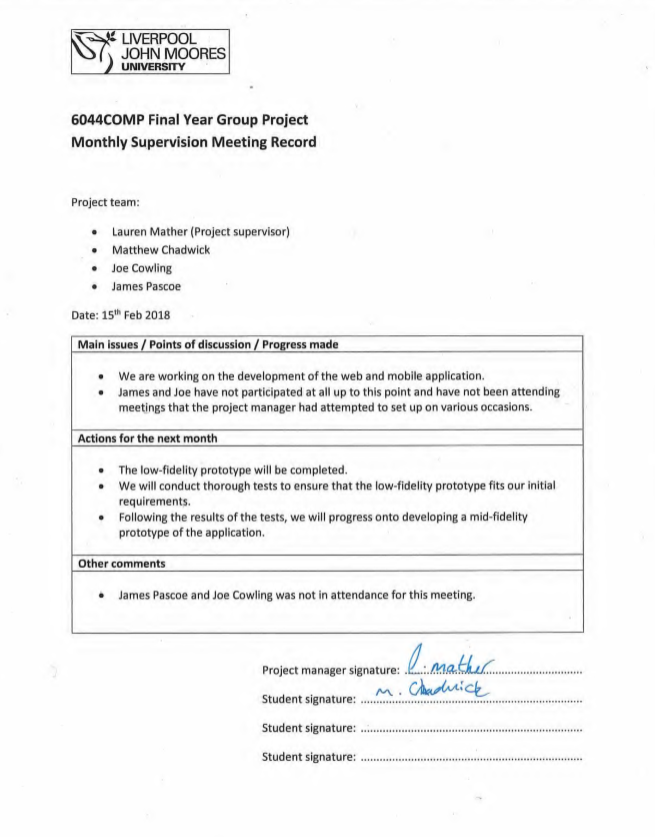 LIVERPOOL
JOHN MOORES
UNIVERSITY
6044COMP Final Year Group Project
Monthly Supervision Meeting Record
Project team:
• Lauren Mather (Project supervisor)
• Matthew Chadwick
• Joe Cowling
• James Pascoe
Date: 15th Feb 2018
Main issues / Points of discussion / Progress made
• We are working on the development of the web and mobile application.
• James and Joe have not participated at all up to this point and have not been attending
meetings that the project manager had attempted to set up on various occasions.
Actions for the next month
• The low-fidelity prototype will be completed.
• We will conduct thorough tests to ensure that the low-fidelity prototype fits our initial
requirements.
• Following the results of the tests, we will progress onto developing a mid-fidelity
prototype of the application.
Other comments
• James Pascoe and Joe Cowling was not in attendance for this meeting.
Project manager signature: l. mather
Student signature: m. Chadwick
Student signature:
Student signature: